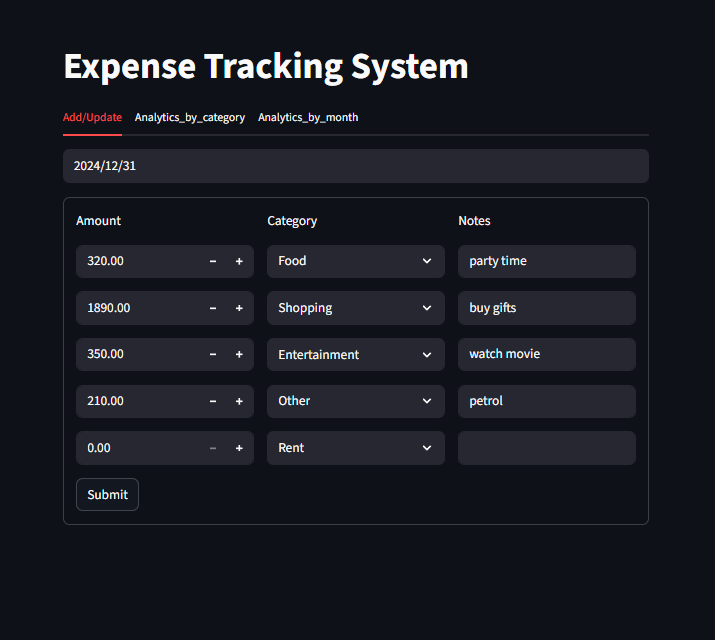 Expense Tracking System
Add/Update Analytics_by_category Analytics_by_month
2024/12/31
Amount Category Notes
320.00 − + Food party time
1890.00 − + Shopping buy gifts
350.00 − + Entertainment watch movie
210.00 − + Other petrol
0.00 − + Rent
Submit